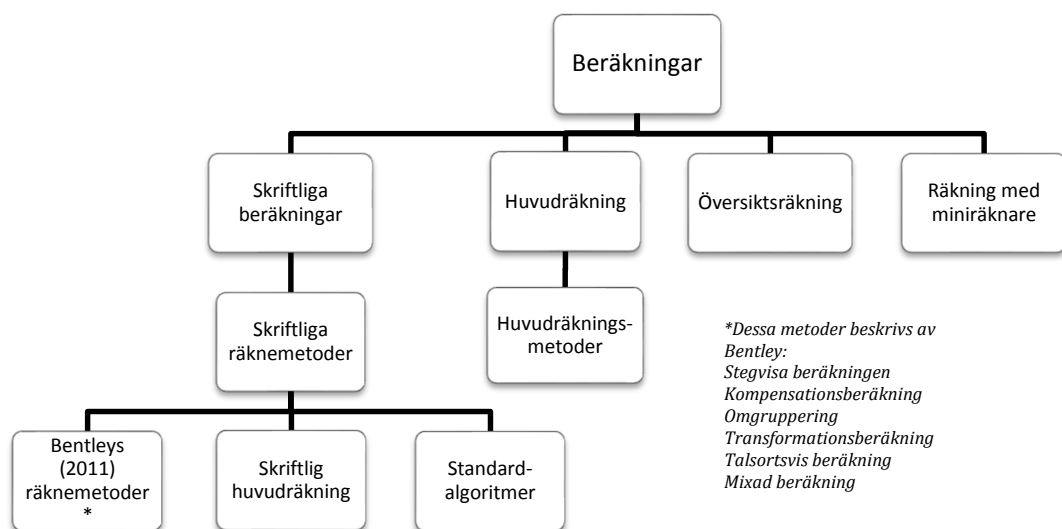 Beräkningar
Skriftliga
beräkningar
Huvudräkning
Översiktsräkning
Räkning med
miniräknare
Skriftliga
räknemetoder
Huvudräknings-
metoder
Bentleys
(2011)
räknemetoder
*
Skriftlig
huvudräkning
Standard-
algoritmer
*Dessa metoder beskrivs av
Bentley:
Stegvisa beräkningen
Kompensationsberäkning
Omgruppering
Transformationsberäkning
Talsortsvis beräkning
Mixad beräkning